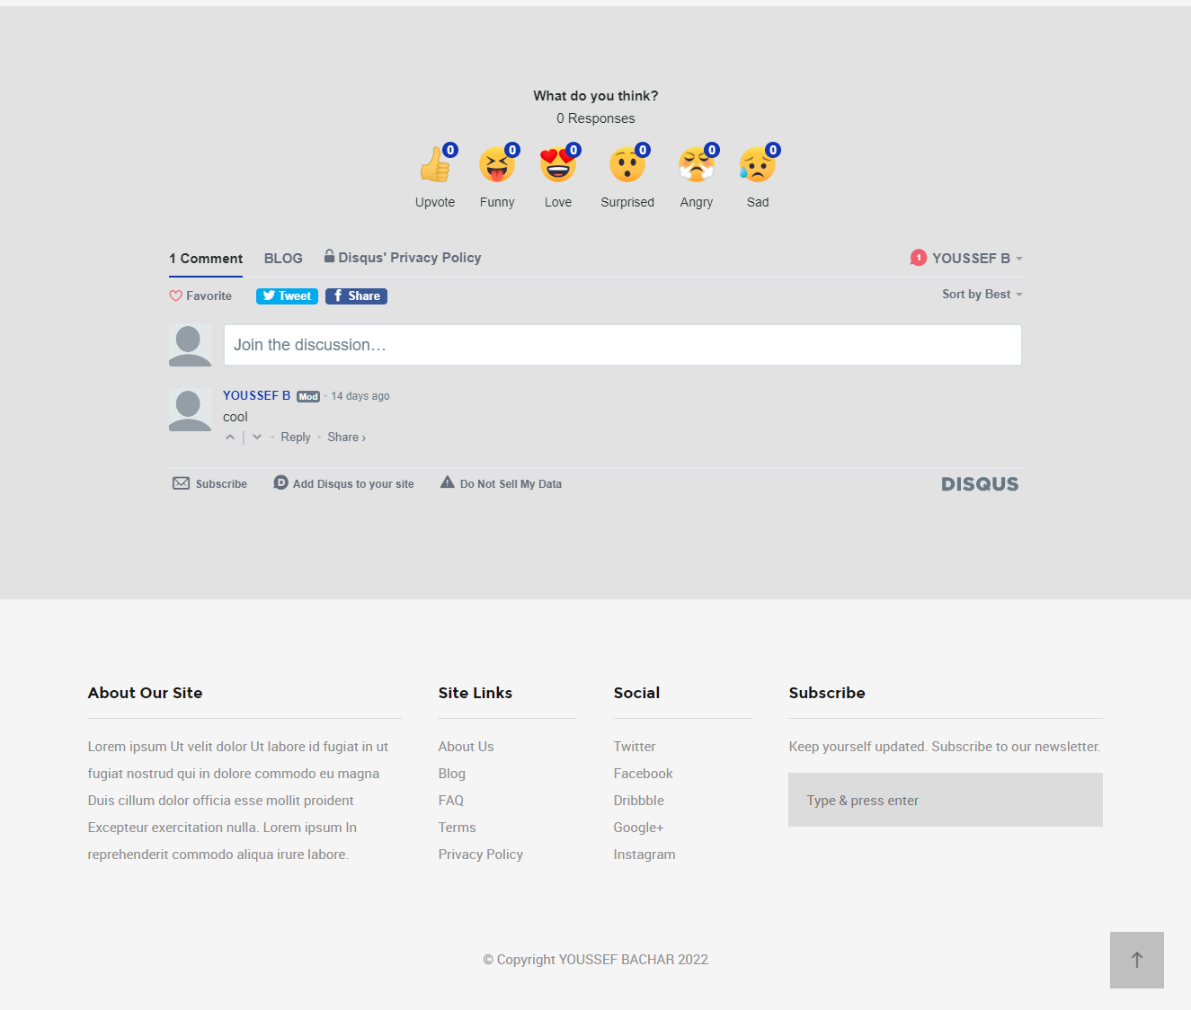 What do you think?
0 Responses
0 0 0 0 0 0
Upvote Funny Love Surprised Angry Sad
1 Comment BLOG Disqus' Privacy Policy 1 YOUSSEF B
Favorite Tweet f Share Sort by Best
Join the discussion…
YOUSSEF B Mod • 14 days ago
cool
| • Reply • Share ›
Subscribe D Add Disqus to your site Do Not Sell My Data DISQUS
About Our Site
Lorem ipsum Ut velit dolor Ut labore id fugiat in ut
fugiat nostrud qui in dolore commodo eu magna
Duis cillum dolor officia esse mollit proident
Excepteur exercitation nulla. Lorem ipsum In
reprehenderit commodo aliqua irure labore.
Site Links
About Us
Blog
FAQ
Terms
Privacy Policy
Social
Twitter
Facebook
Dribbble
Google+
Instagram
Subscribe
Keep yourself updated. Subscribe to our newsletter.
Type & press enter
© Copyright YOUSSEF BACHAR 2022